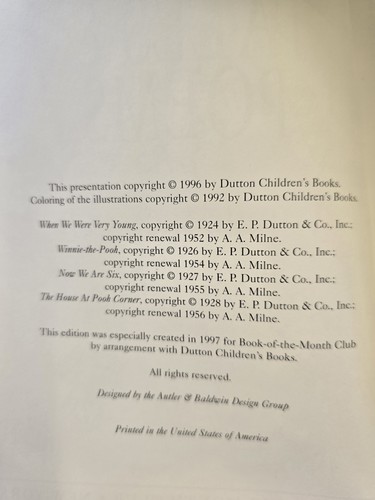 This presentation copyright © 1996 by Dutton Children's Books.
Coloring of the illustrations copyright © 1992 by Dutton Children's Books.
When We Were Very Young, copyright © 1924 by E. P. Dutton & Co., Inc.;
copyright renewal 1952 by A. A. Milne.
Winnie-the-Pooh, copyright © 1926 by E. P. Dutton & Co., Inc.;
copyright renewal 1954 by A. A. Milne.
Now We Are Six, copyright © 1927 by E. P. Dutton & Co., Inc.;
copyright renewal 1955 by A. A. Milne.
The House At Pooh Corner, copyright © 1928 by E. P. Dutton & Co., Inc.;
copyright renewal 1956 by A. A. Milne.
This edition was especially created in 1997 for Book-of-the-Month Club
by arrangement with Dutton Children's Books.
All rights reserved.
Designed by the Antler & Baldwin Design Group
Printed in the United States of America